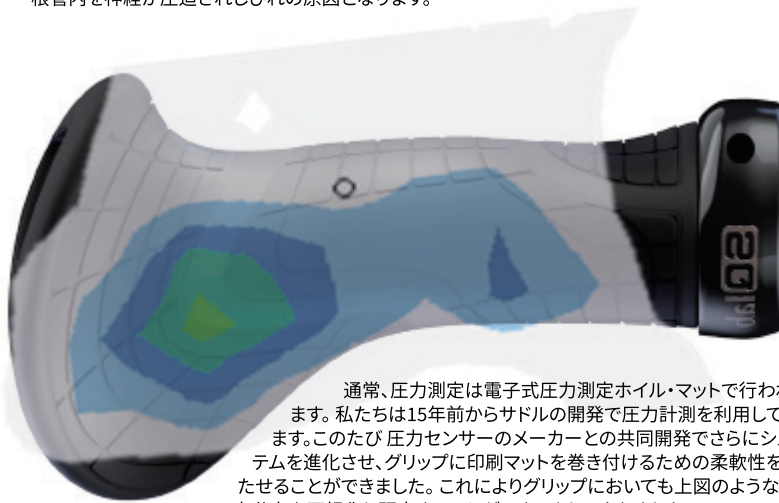 根管内を神経が圧迫されしびれの原因となります。
SQ
lab
通常、圧力測定は電子式圧力測定ホイル・マットで行わ
ます。私たちは15年前からサドルの開発で圧力計測を利用して
ます。このたび 圧力センサーのメーカーとの共同開発でさらにシ
テムを進化させ、グリップに印刷マットを巻き付けるための柔軟性を
たせることができました。これによりグリップにおいても上図のような